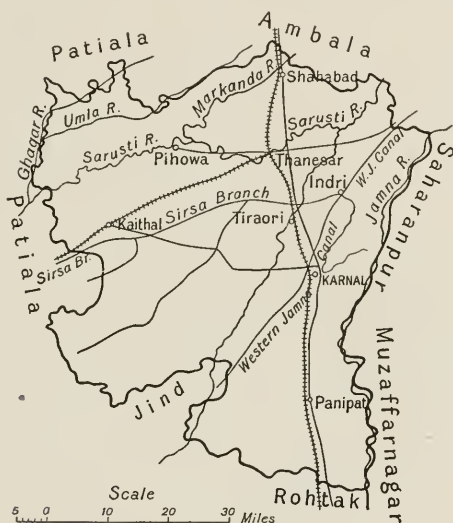 Ambala
Patiala
Shahabad
Markanda R.
Ghagar R.
Umla R.
Sarusti R.
Sarusti R.
Pihowa
Thanesar
W.J. Canal
Jamna R.
Saharanpur
Indri
Patiala
Kaithal
Sirsa Branch
Tiraori
Canal
Sirsa Br.
KARNAL
Western Jamna
Muzaffarnagar
Jind
Panipat
Rohtak
Scale
5 0 10 20 30
Miles